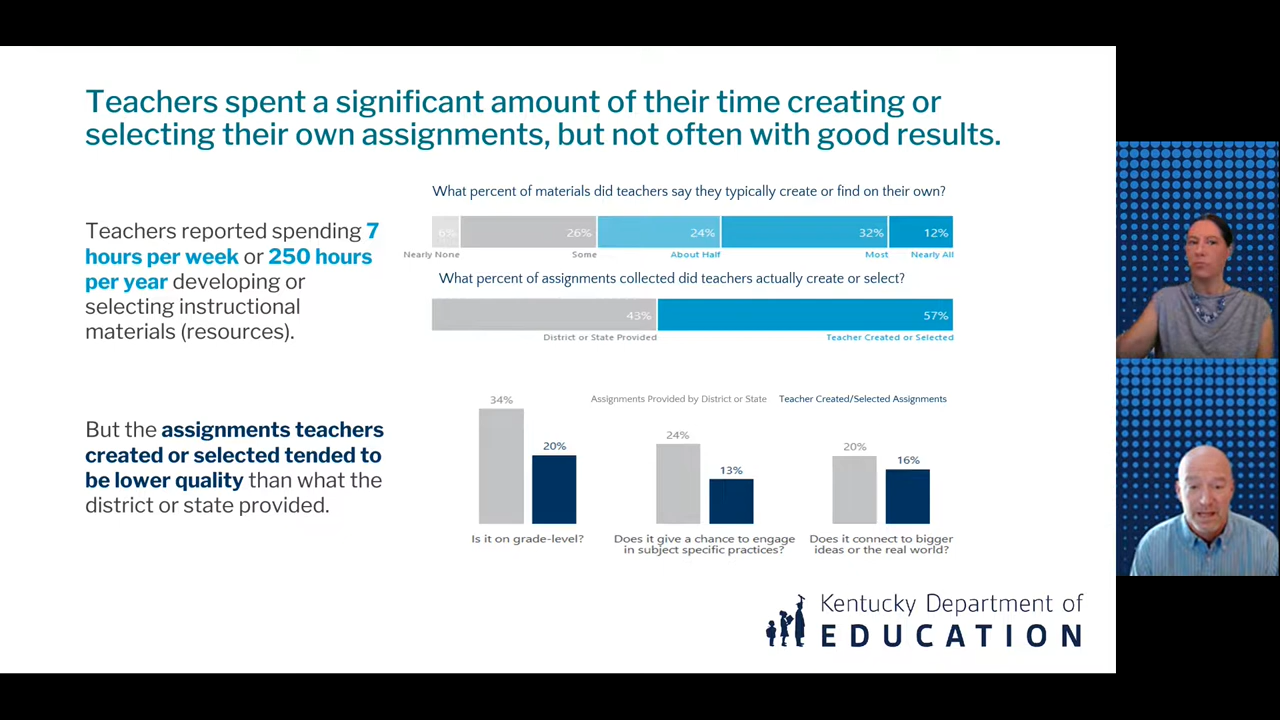 Teachers spent a significant amount of their time creating or
selecting their own assignments, but not often with good results.
Teachers reported spending 7
hours per week or 250 hours
per year developing or
selecting instructional
materials (resources).
But the assignments teachers
created or selected tended to
be lower quality than what the
district or state provided.
What percent of materials did teachers say they typically create or find on their own?
6% 26% 24% 32% 12%
Nearly None Some About Half Most Nearly All
What percent of assignments collected did teachers actually create or select?
43% 57%
District or State Provided Teacher Created or Selected
Assignments Provided by District or State Teacher Created/Selected Assignments
34% 20% 24% 13% 20% 16%
Is it on grade-level?
Does it give a chance to engage
in subject specific practices?
Does it connect to bigger
ideas or the real world?
Kentucky Department of
EDUCATION